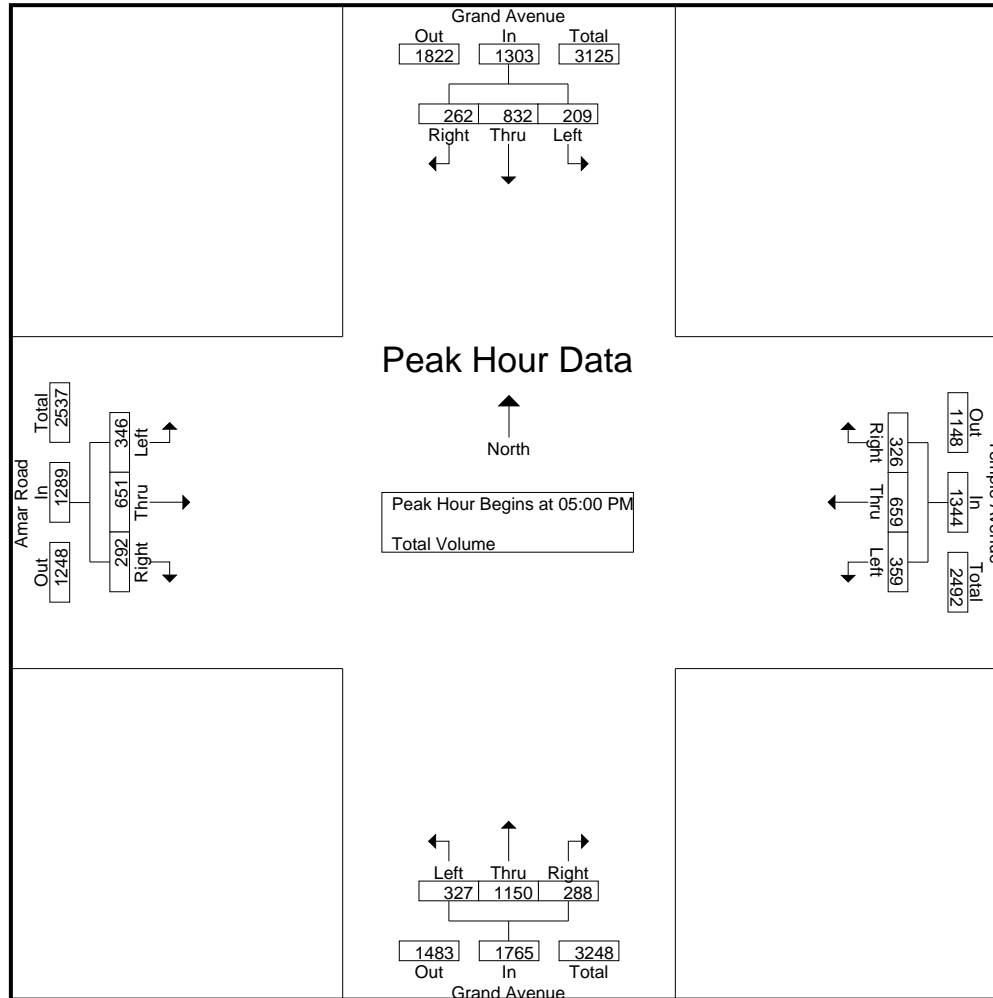 Grand Avenue
Out In Total
1822 1303 3125
262 832 209
Right Thru Left
Peak Hour Data
North
Peak Hour Begins at 05:00 PM
Total Volume
Amar Road
Total In Out
2537 1289 1248
346 651 292
Left Thru Right
Right Thru Left
326 659 359
1148 1344 2492
Out In Total
Left Thru Right
327 1150 288
1483 1765 3248
Out In Total
Grand Avenue